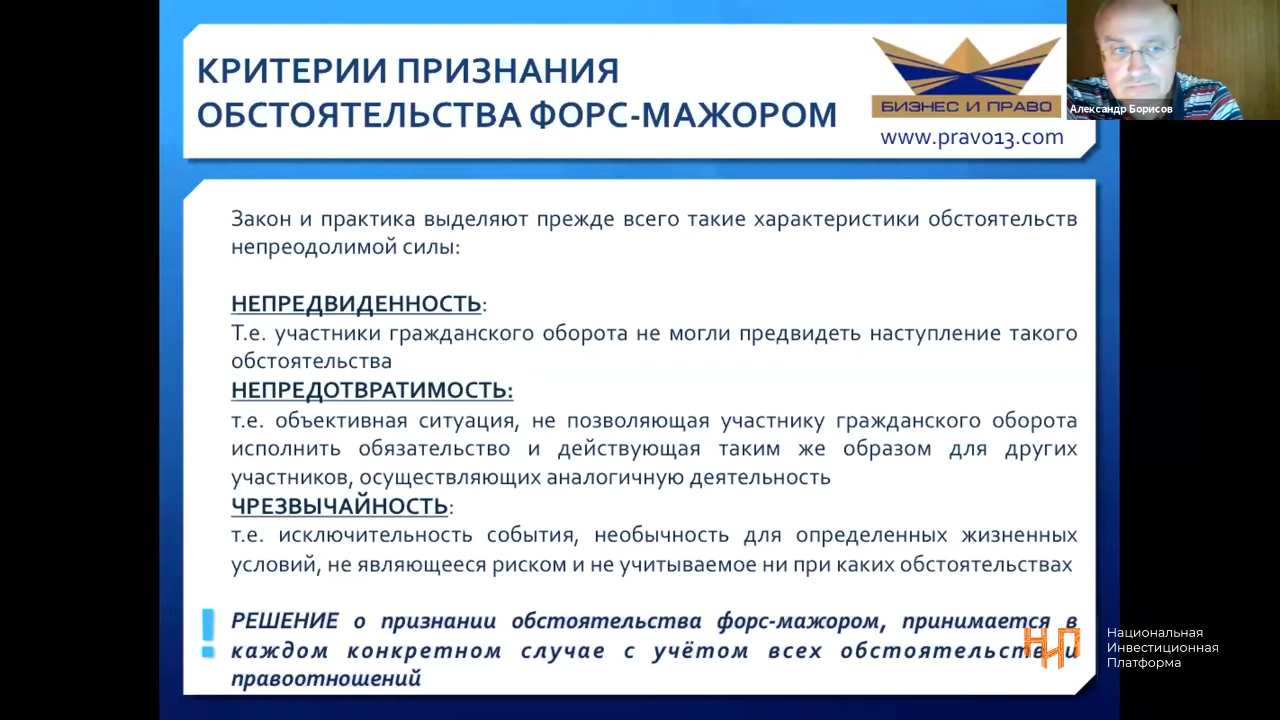 КРИТЕРИИ ПРИЗНАНИЯ
ОБСТОЯТЕЛЬСТВА ФОРС-МАЖОРОМ
БИЗНЕС И ПРАВО
www.pravo13.com
Александр Борисов
Закон и практика выделяют прежде всего такие характеристики обстоятельств
непреодолимой силы:
НЕПРЕДВИДЕННОСТЬ:
Т.е. участники гражданского оборота не могли предвидеть наступление такого
обстоятельства
НЕПРЕДОТВРАТИМОСТЬ:
т.е. объективная ситуация, не позволяющая участнику гражданского оборота
исполнить обязательство и действующая таким же образом для других
участников, осуществляющих аналогичную деятельность
ЧРЕЗВЫЧАЙНОСТЬ:
т.е. исключительность события, необычность для определенных жизненных
условий, не являющееся риском и не учитываемое ни при каких обстоятельствах
! РЕШЕНИЕ о признании обстоятельства форс-мажором, принимается в
каждом конкретном случае с учётом всех обстоятельств и
правоотношений
НИП
Национальная
Инвестиционная
Платформа